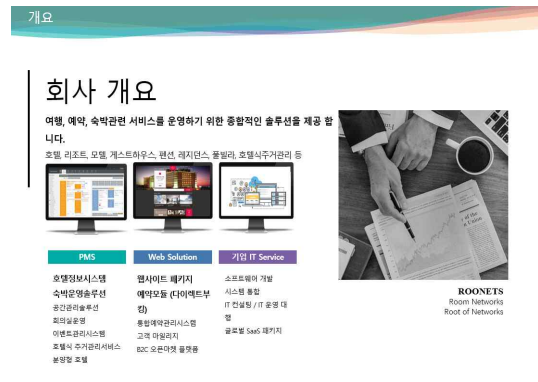 개요
회사 개요
여행, 예약, 숙박관련 서비스를 운영하기 위한 종합적인 솔루션을 제공 합
니다.
호텔, 리조트, 모텔, 게스트하우스, 펜션, 레지던스, 풀빌라, 호텔식주거관리 등
PMS
호텔정보시스템
숙박운영솔루션
공간관리솔루션
회의실운영
이벤트관리시스템
호텔식 주거관리서비스
분양형 호텔
Web Solution
웹사이트 패키지
예약모듈 (다이렉트부
킹)
통합예약관리시스템
고객 마일리지
B2C 오픈마켓 플랫폼
기업 IT Service
소프트웨어 개발
시스템 통합
IT 컨설팅 / IT 운영 대
행
글로벌 SaaS 패키지
ROONETS
Room Networks
Root of Networks